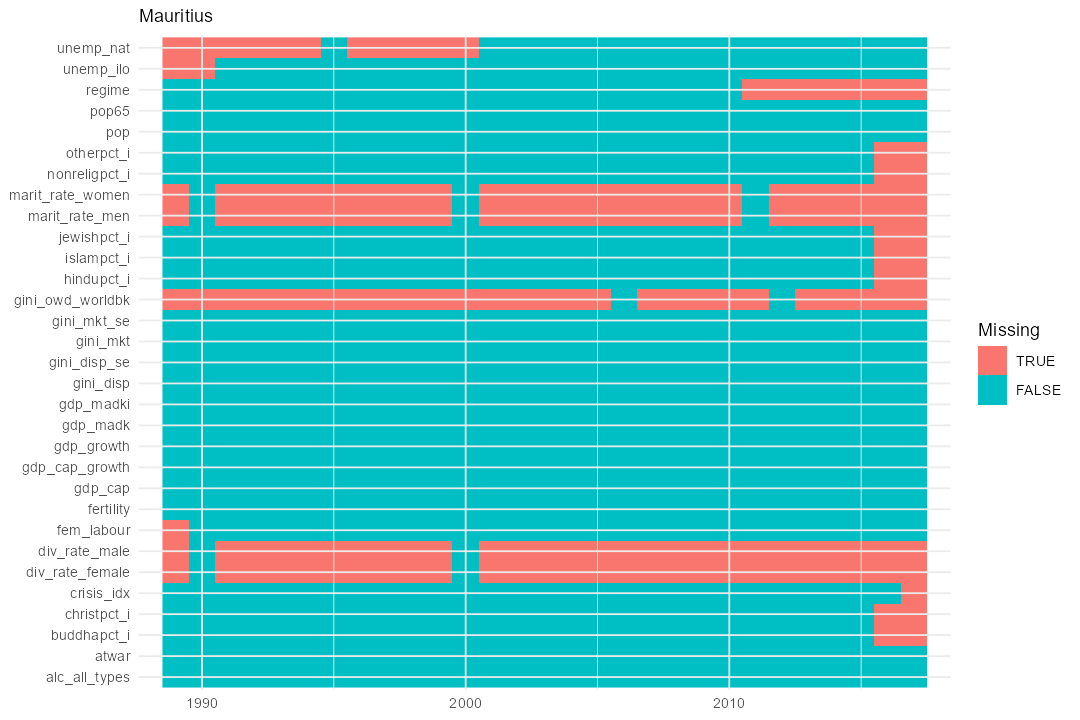 Mauritius
unemp_nat
unemp_ilo
regime
pop65
pop
otherpct_i
nonreligpct_i
marit_rate_women
marit_rate_men
jewishpct_i
islampct_i
hindupct_i
gini_owd_worldbk
gini_mkt_se
gini_mkt
gini_disp_se
gini_disp
gdp_madki
gdp_madk
gdp_growth
gdp_cap_growth
gdp_cap
fertility
fem_labour
div_rate_male
div_rate_female
crisis_idx
christpct_i
buddhapct_i
atwar
alc_all_types
1990 2000 2010
Missing
TRUE
FALSE